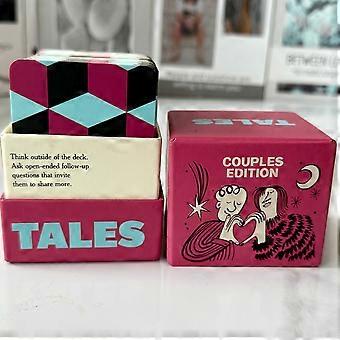 Think outside of the deck.
Ask open-ended follow-up
questions that invite
them to share more.
TALES
TALES
COUPLES
EDITION
BETWEEN